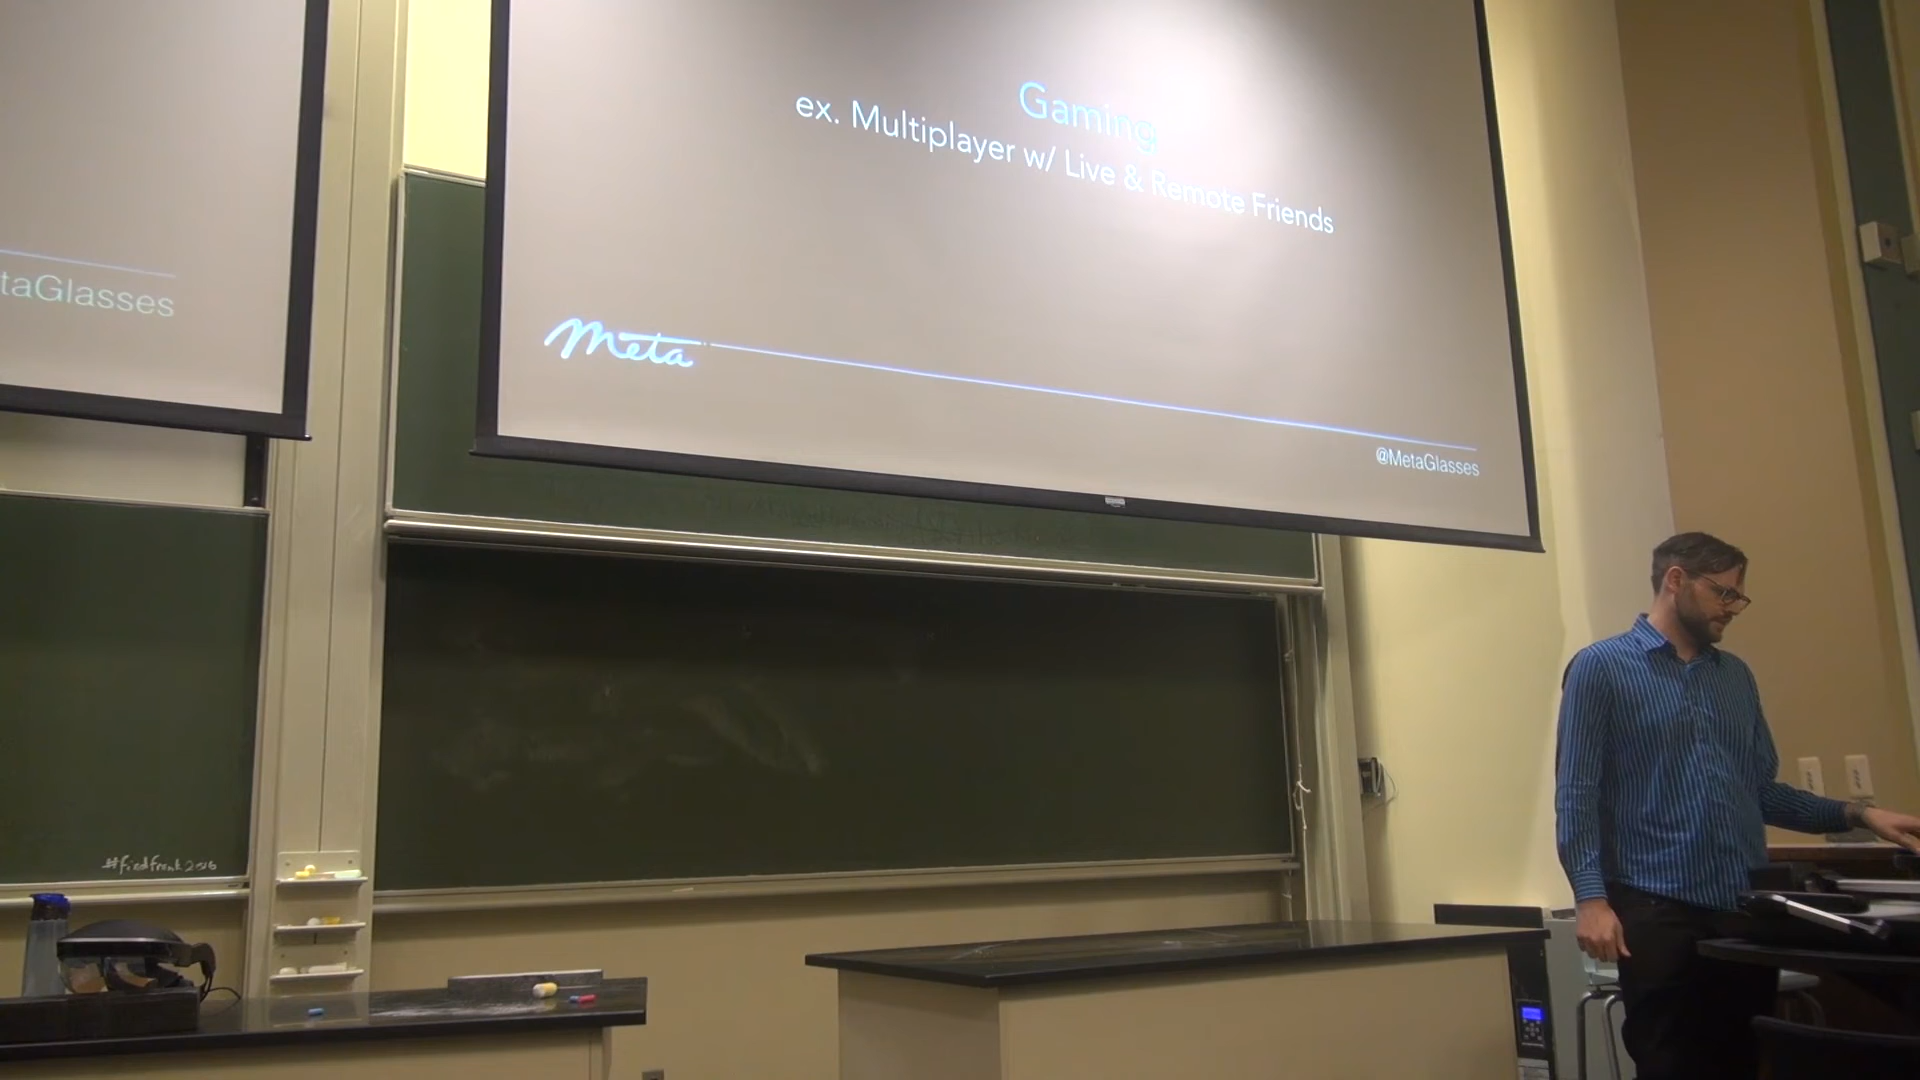 Gaming
ex. Multiplayer w/ Live & Remote Friends
Meta
@MetaGlasses
taGlasses